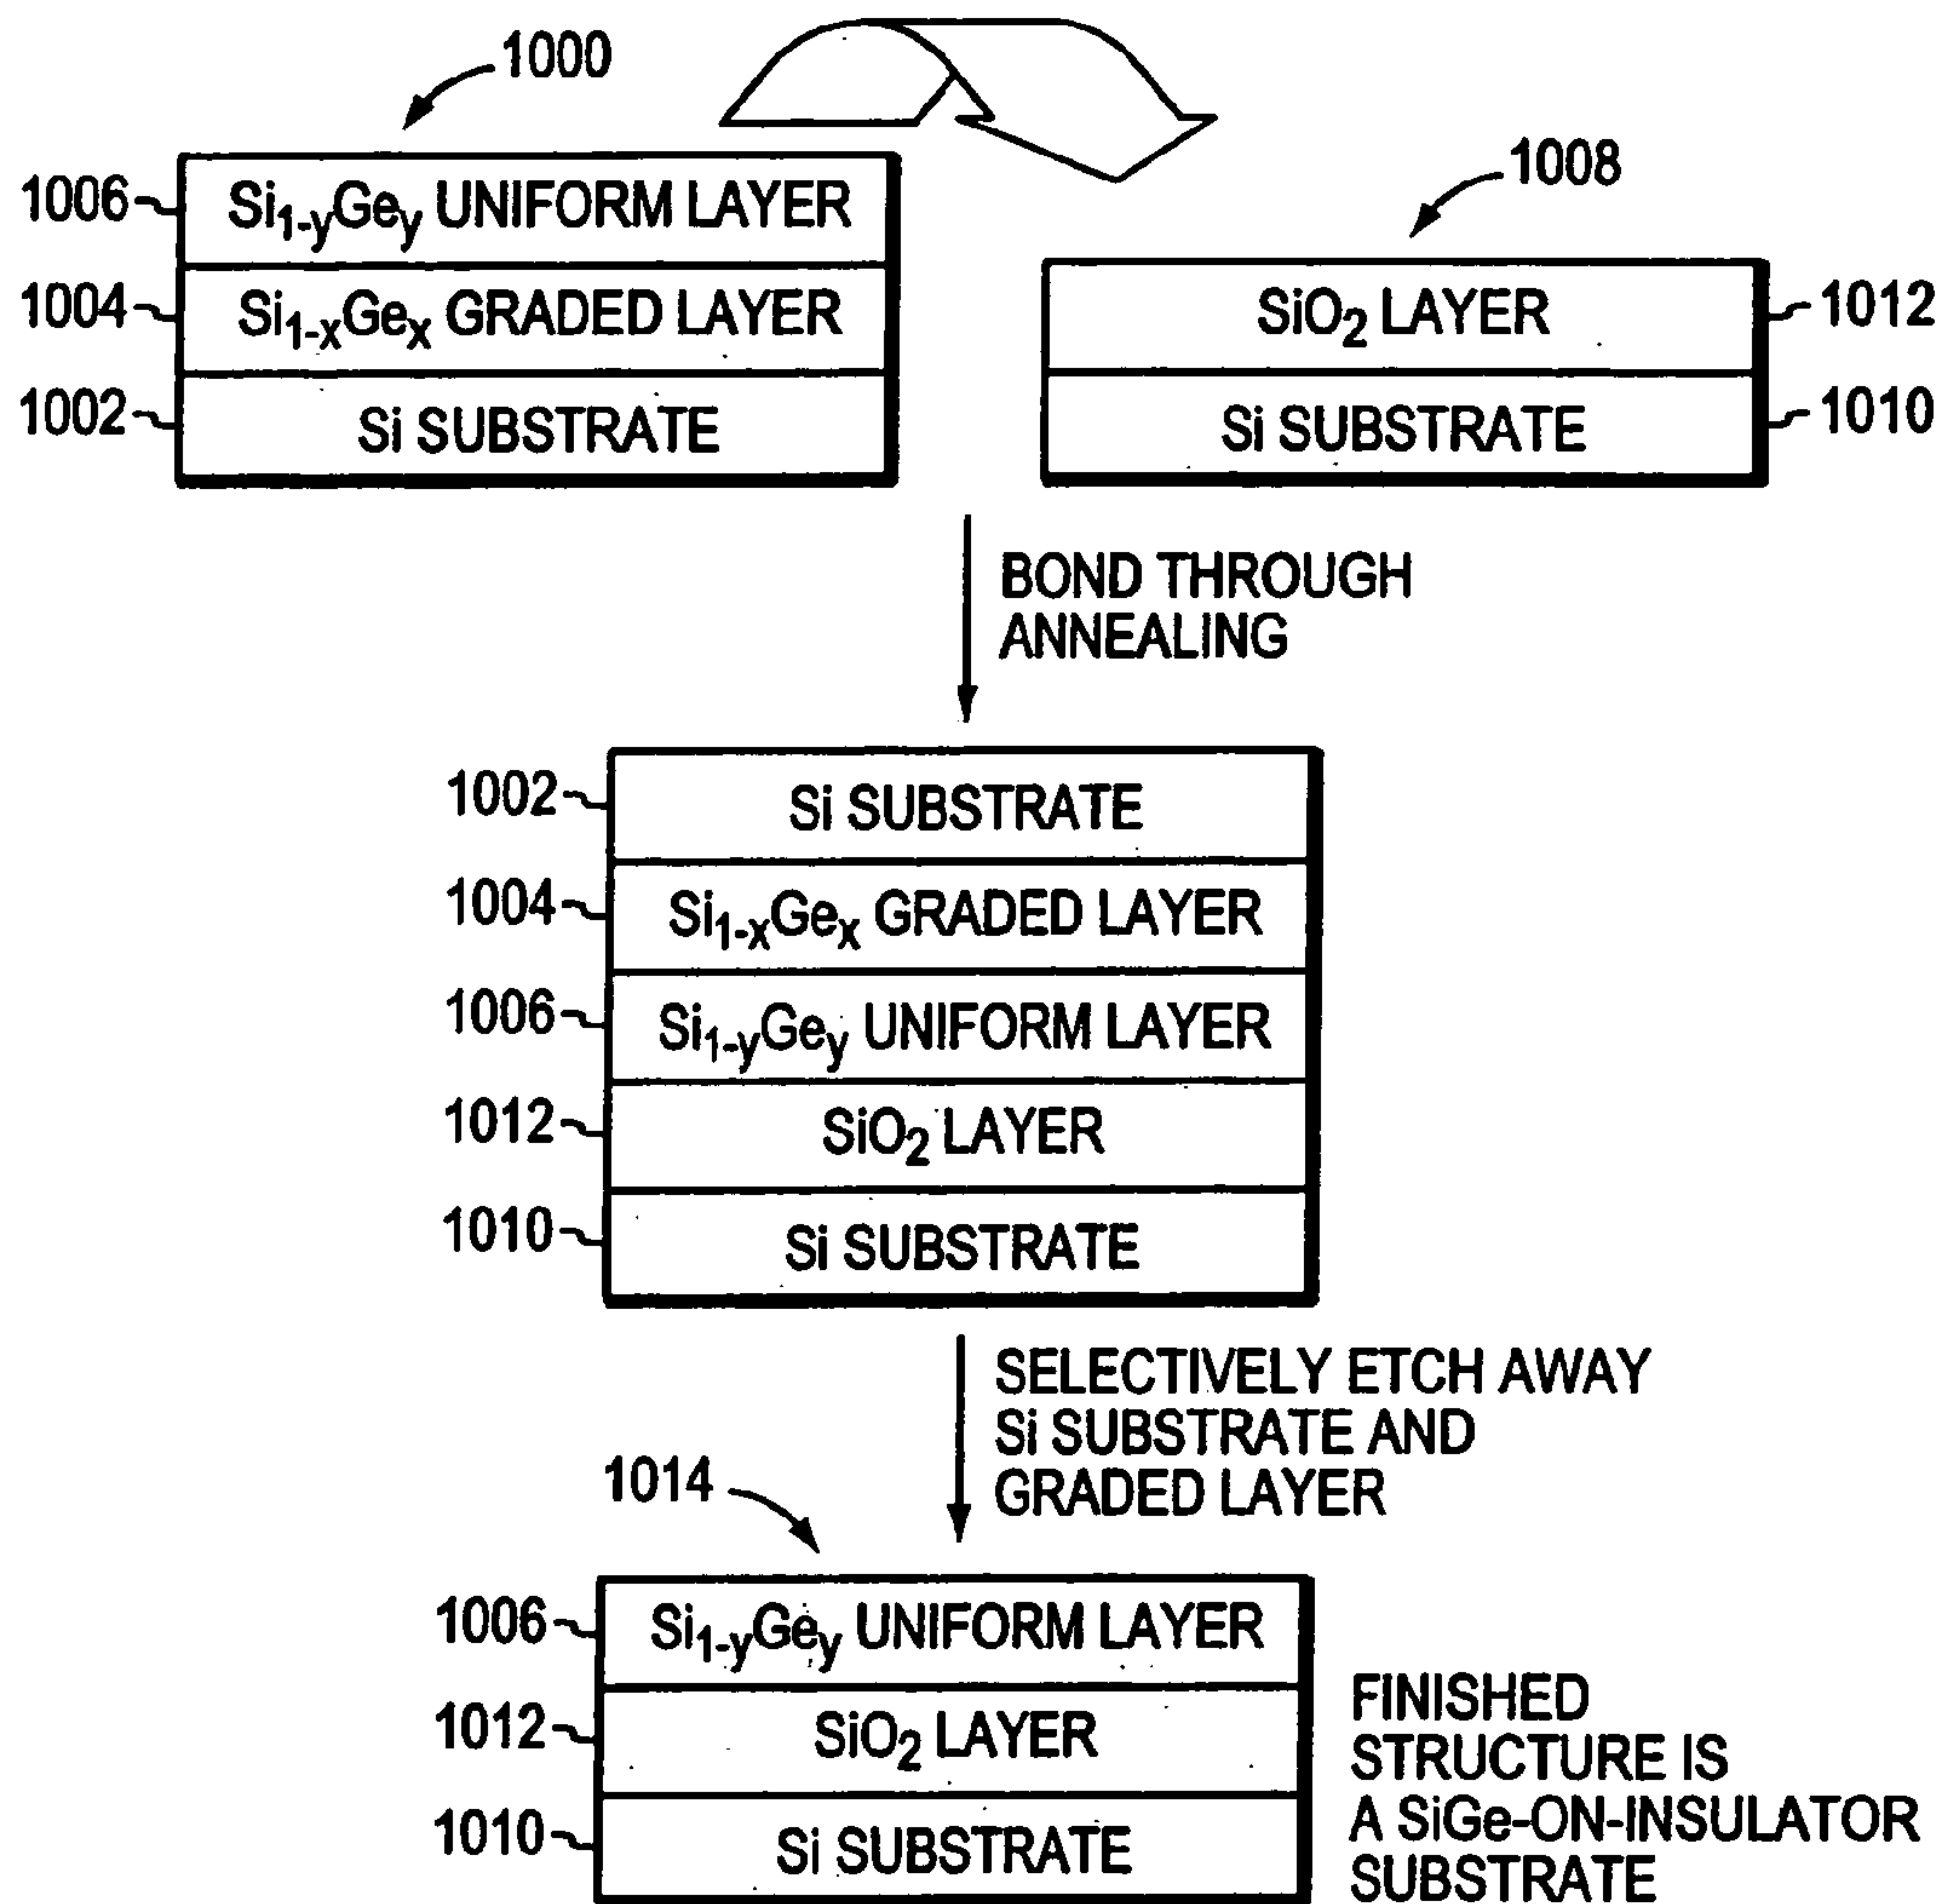 1000
1008
1006 Si1-yGey UNIFORM LAYER
1004 Si1-xGex GRADED LAYER
1002 Si SUBSTRATE
SiO2 LAYER 1012
Si SUBSTRATE 1010
BOND THROUGH
ANNEALING
1002 Si SUBSTRATE
1004 Si1-xGex GRADED LAYER
1006 Si1-yGey UNIFORM LAYER
1012 SiO2 LAYER
1010 Si SUBSTRATE
SELECTIVELY ETCH AWAY
Si SUBSTRATE AND
GRADED LAYER
1014
1006 Si1-yGey UNIFORM LAYER
1012 SiO2 LAYER
1010 Si SUBSTRATE
FINISHED
STRUCTURE IS
A SiGe-ON-INSULATOR
SUBSTRATE